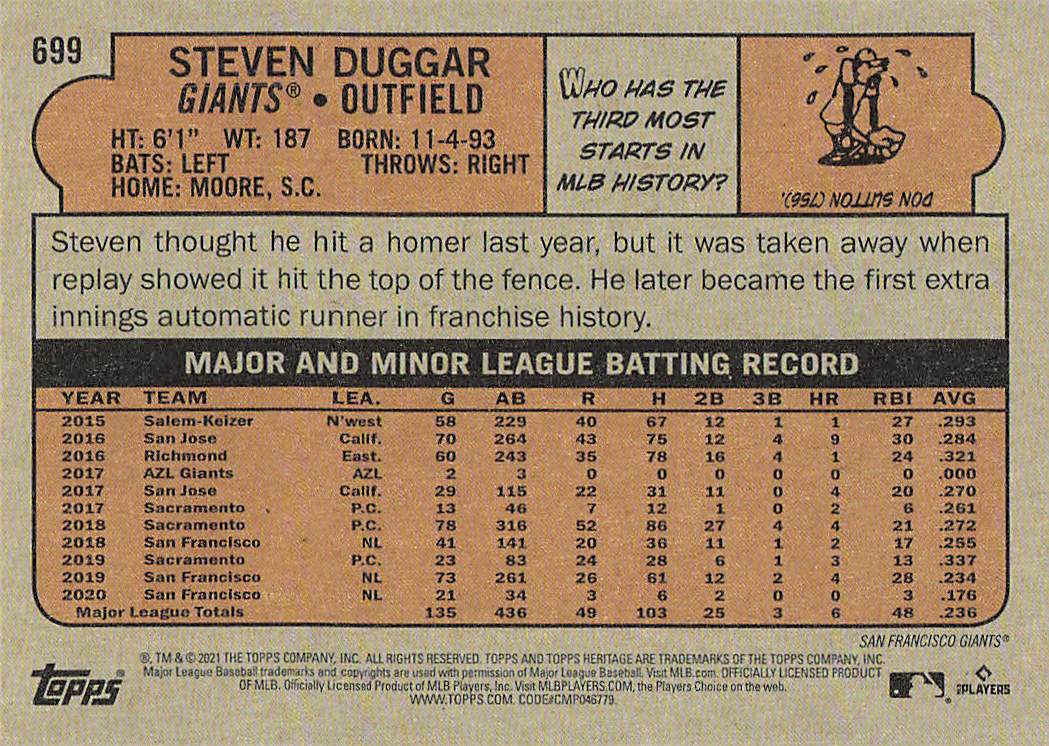 699
STEVEN DUGGAR
GIANTS® • OUTFIELD
HT: 6'1" WT: 187 BORN: 11-4-93
BATS: LEFT THROWS: RIGHT
HOME: MOORE, S.C.
WHO HAS THE
THIRD MOST
STARTS IN
MLB HISTORY?
DON SUTTON (756).
Steven thought he hit a homer last year, but it was taken away when
replay showed it hit the top of the fence. He later became the first extra
innings automatic runner in franchise history.
MAJOR AND MINOR LEAGUE BATTING RECORD
YEAR TEAM LEA. G AB R H 2B 3B HR RBI AVG
2015 Salem-Keizer N'west 58 229 40 67 12 1 1 27 .293
2016 San Jose Calif. 70 264 43 75 12 4 9 30 .284
2016 Richmond East. 60 243 35 78 16 4 1 24 .321
2017 AZL Giants AZL 2 3 0 0 0 0 0 0 .000
2017 San Jose Calif. 29 115 22 31 11 0 4 20 .270
2017 Sacramento P.C. 13 46 7 12 1 0 2 6 .261
2018 Sacramento P.C. 78 316 52 86 27 4 4 21 .272
2018 San Francisco NL 41 141 20 36 11 1 2 17 .255
2019 Sacramento P.C. 23 83 24 28 6 1 3 13 .337
2019 San Francisco NL 73 261 26 61 12 2 4 28 .234
2020 San Francisco NL 21 34 3 6 2 0 0 3 .176
Major League Totals 135 436 49 103 25 3 6 48 .236
SAN FRANCISCO GIANTS®
®, TM & © 2021 THE TOPPS COMPANY, INC. ALL RIGHTS RESERVED. TOPPS AND TOPPS HERITAGE ARE TRADEMARKS OF THE TOPPS COMPANY, INC.
Major League Baseball trademarks and copyrights are used with permission of Major League Baseball. Visit MLB.com. OFFICIALLY LICENSED PRODUCT
OF MLB. Officially Licensed Product of MLB Players, Inc. Visit MLBPLAYERS.COM, the Players Choice on the web.
WWW.TOPPS.COM. CODE#CMP046779.
topps®
MLB PLAYERS